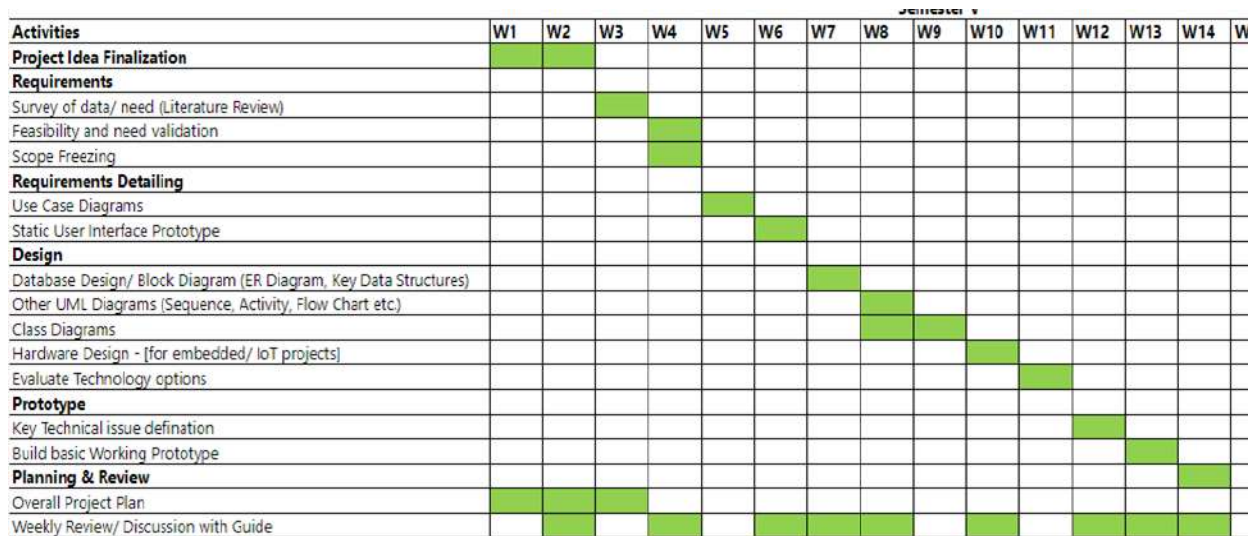 Semester V
Activities W1 W2 W3 W4 W5 W6 W7 W8 W9 W10 W11 W12 W13 W14 W
Project Idea Finalization
Requirements
Survey of data/ need (Literature Review)
Feasibility and need validation
Scope Freezing
Requirements Detailing
Use Case Diagrams
Static User Interface Prototype
Design
Database Design/ Block Diagram (ER Diagram, Key Data Structures)
Other UML Diagrams (Sequence, Activity, Flow Chart etc.)
Class Diagrams
Hardware Design - [for embedded/ IoT projects]
Evaluate Technology options
Prototype
Key Technical issue defination
Build basic Working Prototype
Planning & Review
Overall Project Plan
Weekly Review/ Discussion with Guide